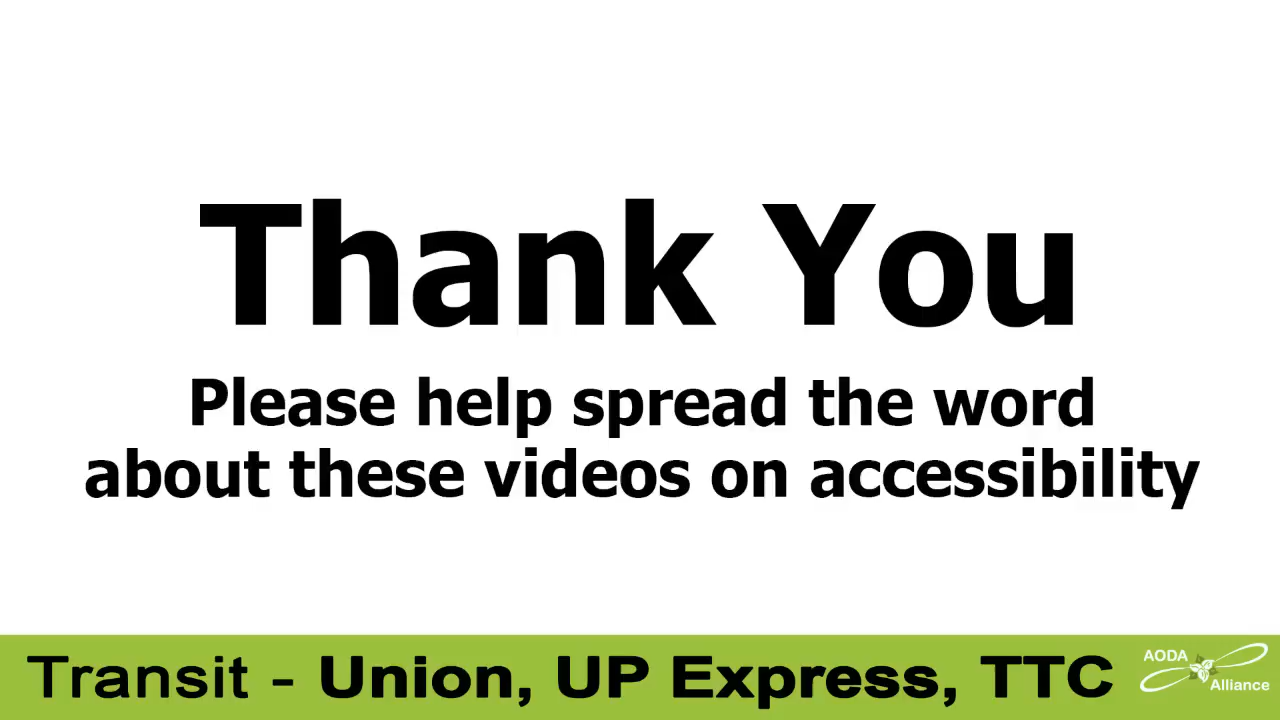 Thank You
Please help spread the word
about these videos on accessibility
Transit - Union, UP Express, TTC
AODA
Alliance